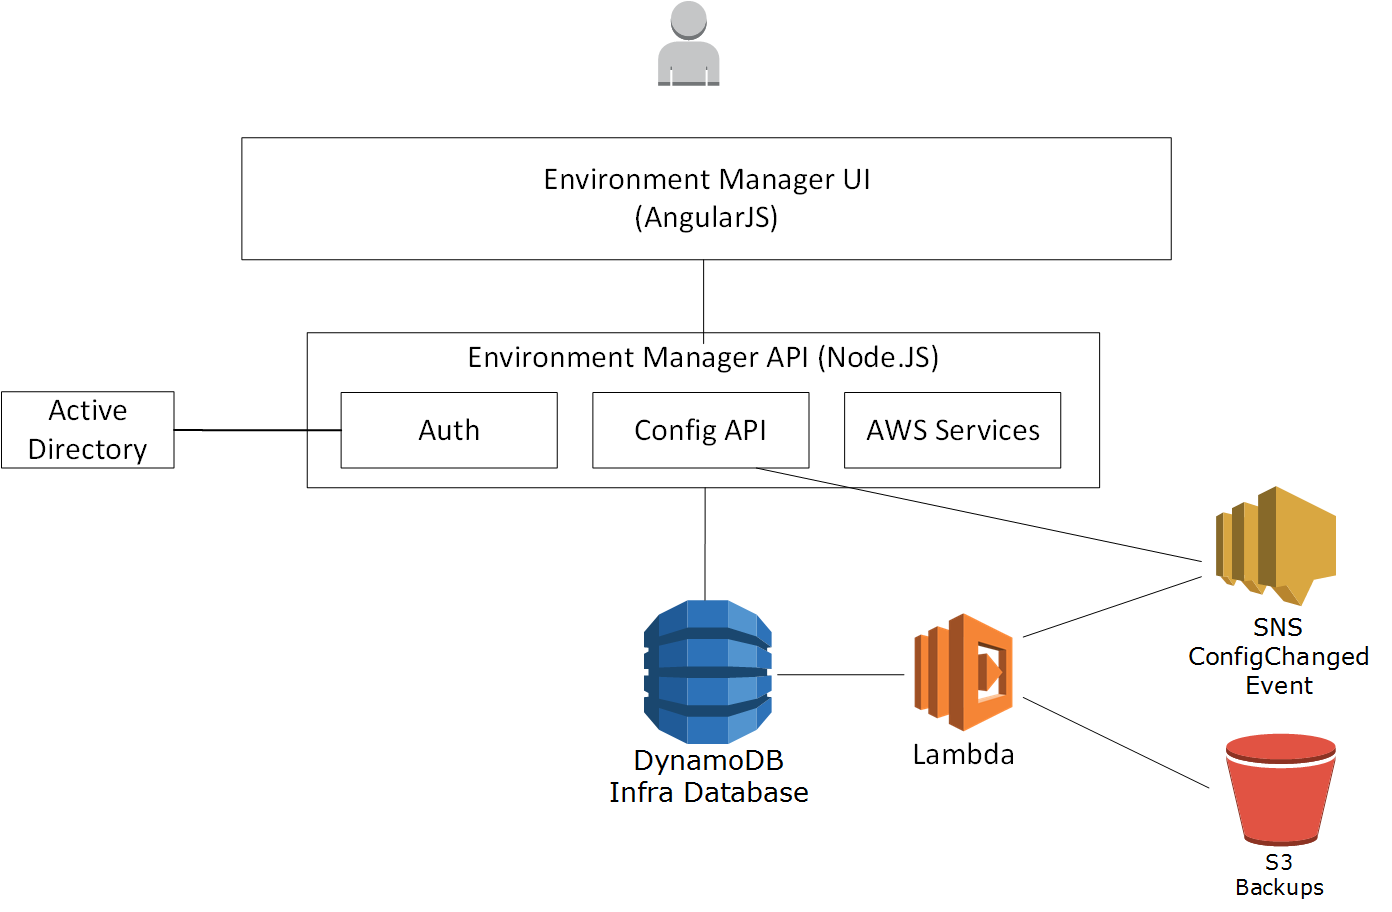 Environment Manager UI
(AngularJS)
Environment Manager API (Node.JS)
Active
Directory
Auth
Config API
AWS Services
SNS
ConfigChanged
Event
DynamoDB
Infra Database
Lambda
S3
Backups